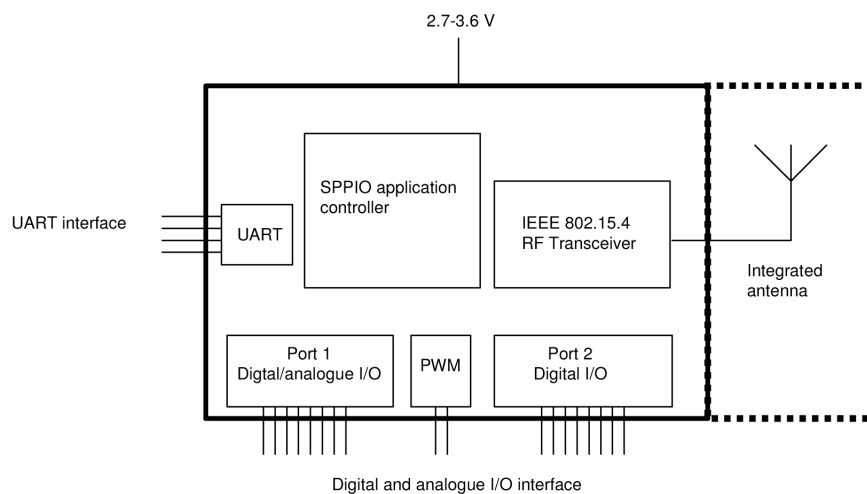 2.7-3.6 V
SPPIO application
controller
IEEE 802.15.4
RF Transceiver
UART interface
UART
Integrated
antenna
Port 1
Digtal/analogue I/O
PWM
Port 2
Digital I/O
Digital and analogue I/O interface